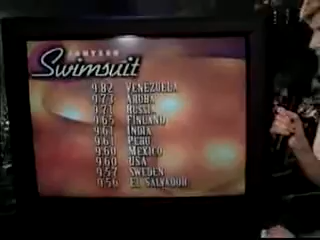 JANTZEN
Swimsuit
9.82 VENEZUELA
9.73 ARUBA
9.71 RUSSIA
9.65 FINLAND
9.61 INDIA
9.61 PERU
9.60 MEXICO
9.60 USA
9.57 SWEDEN
9.56 EL SALVADOR